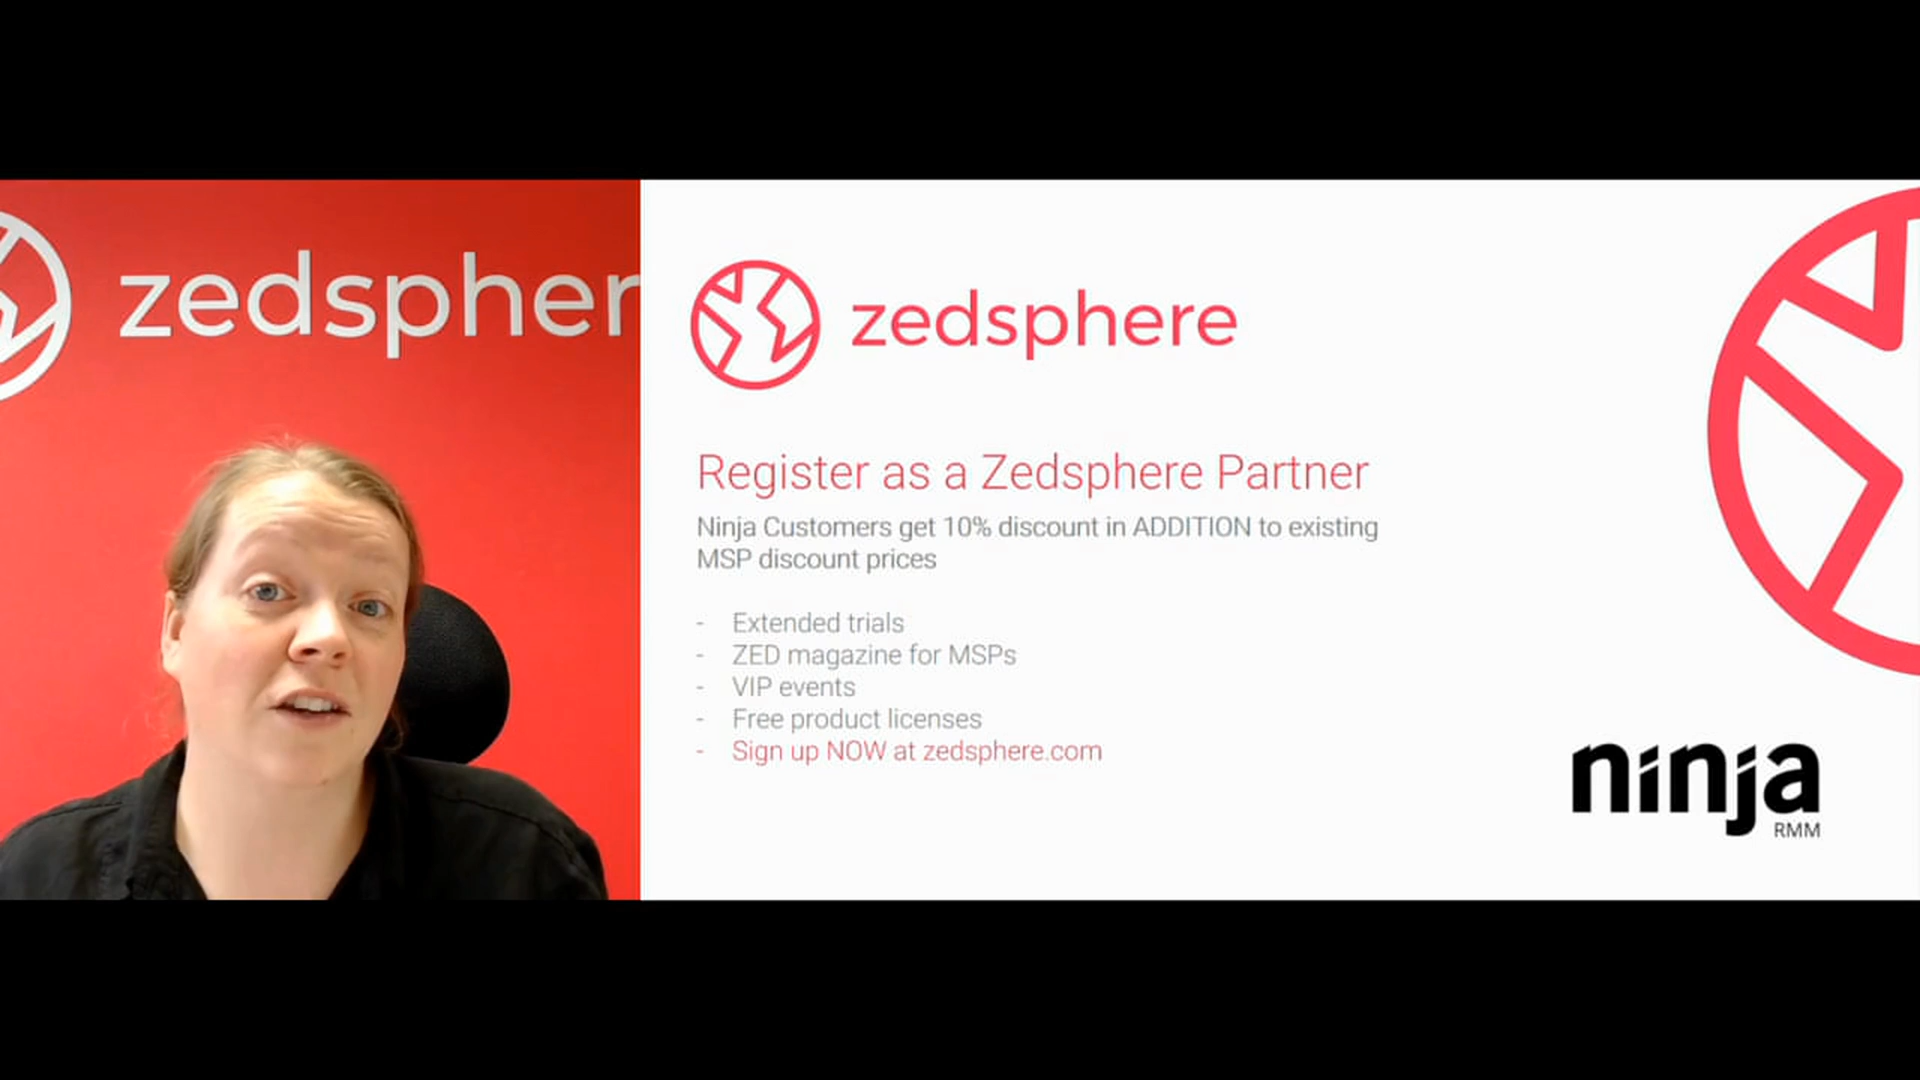 zedspher
zedsphere
Register as a Zedsphere Partner
Ninja Customers get 10% discount in ADDITION to existing
MSP discount prices
- Extended trials
- ZED magazine for MSPs
- VIP events
- Free product licenses
- Sign up NOW at zedsphere.com
ninja
RMM